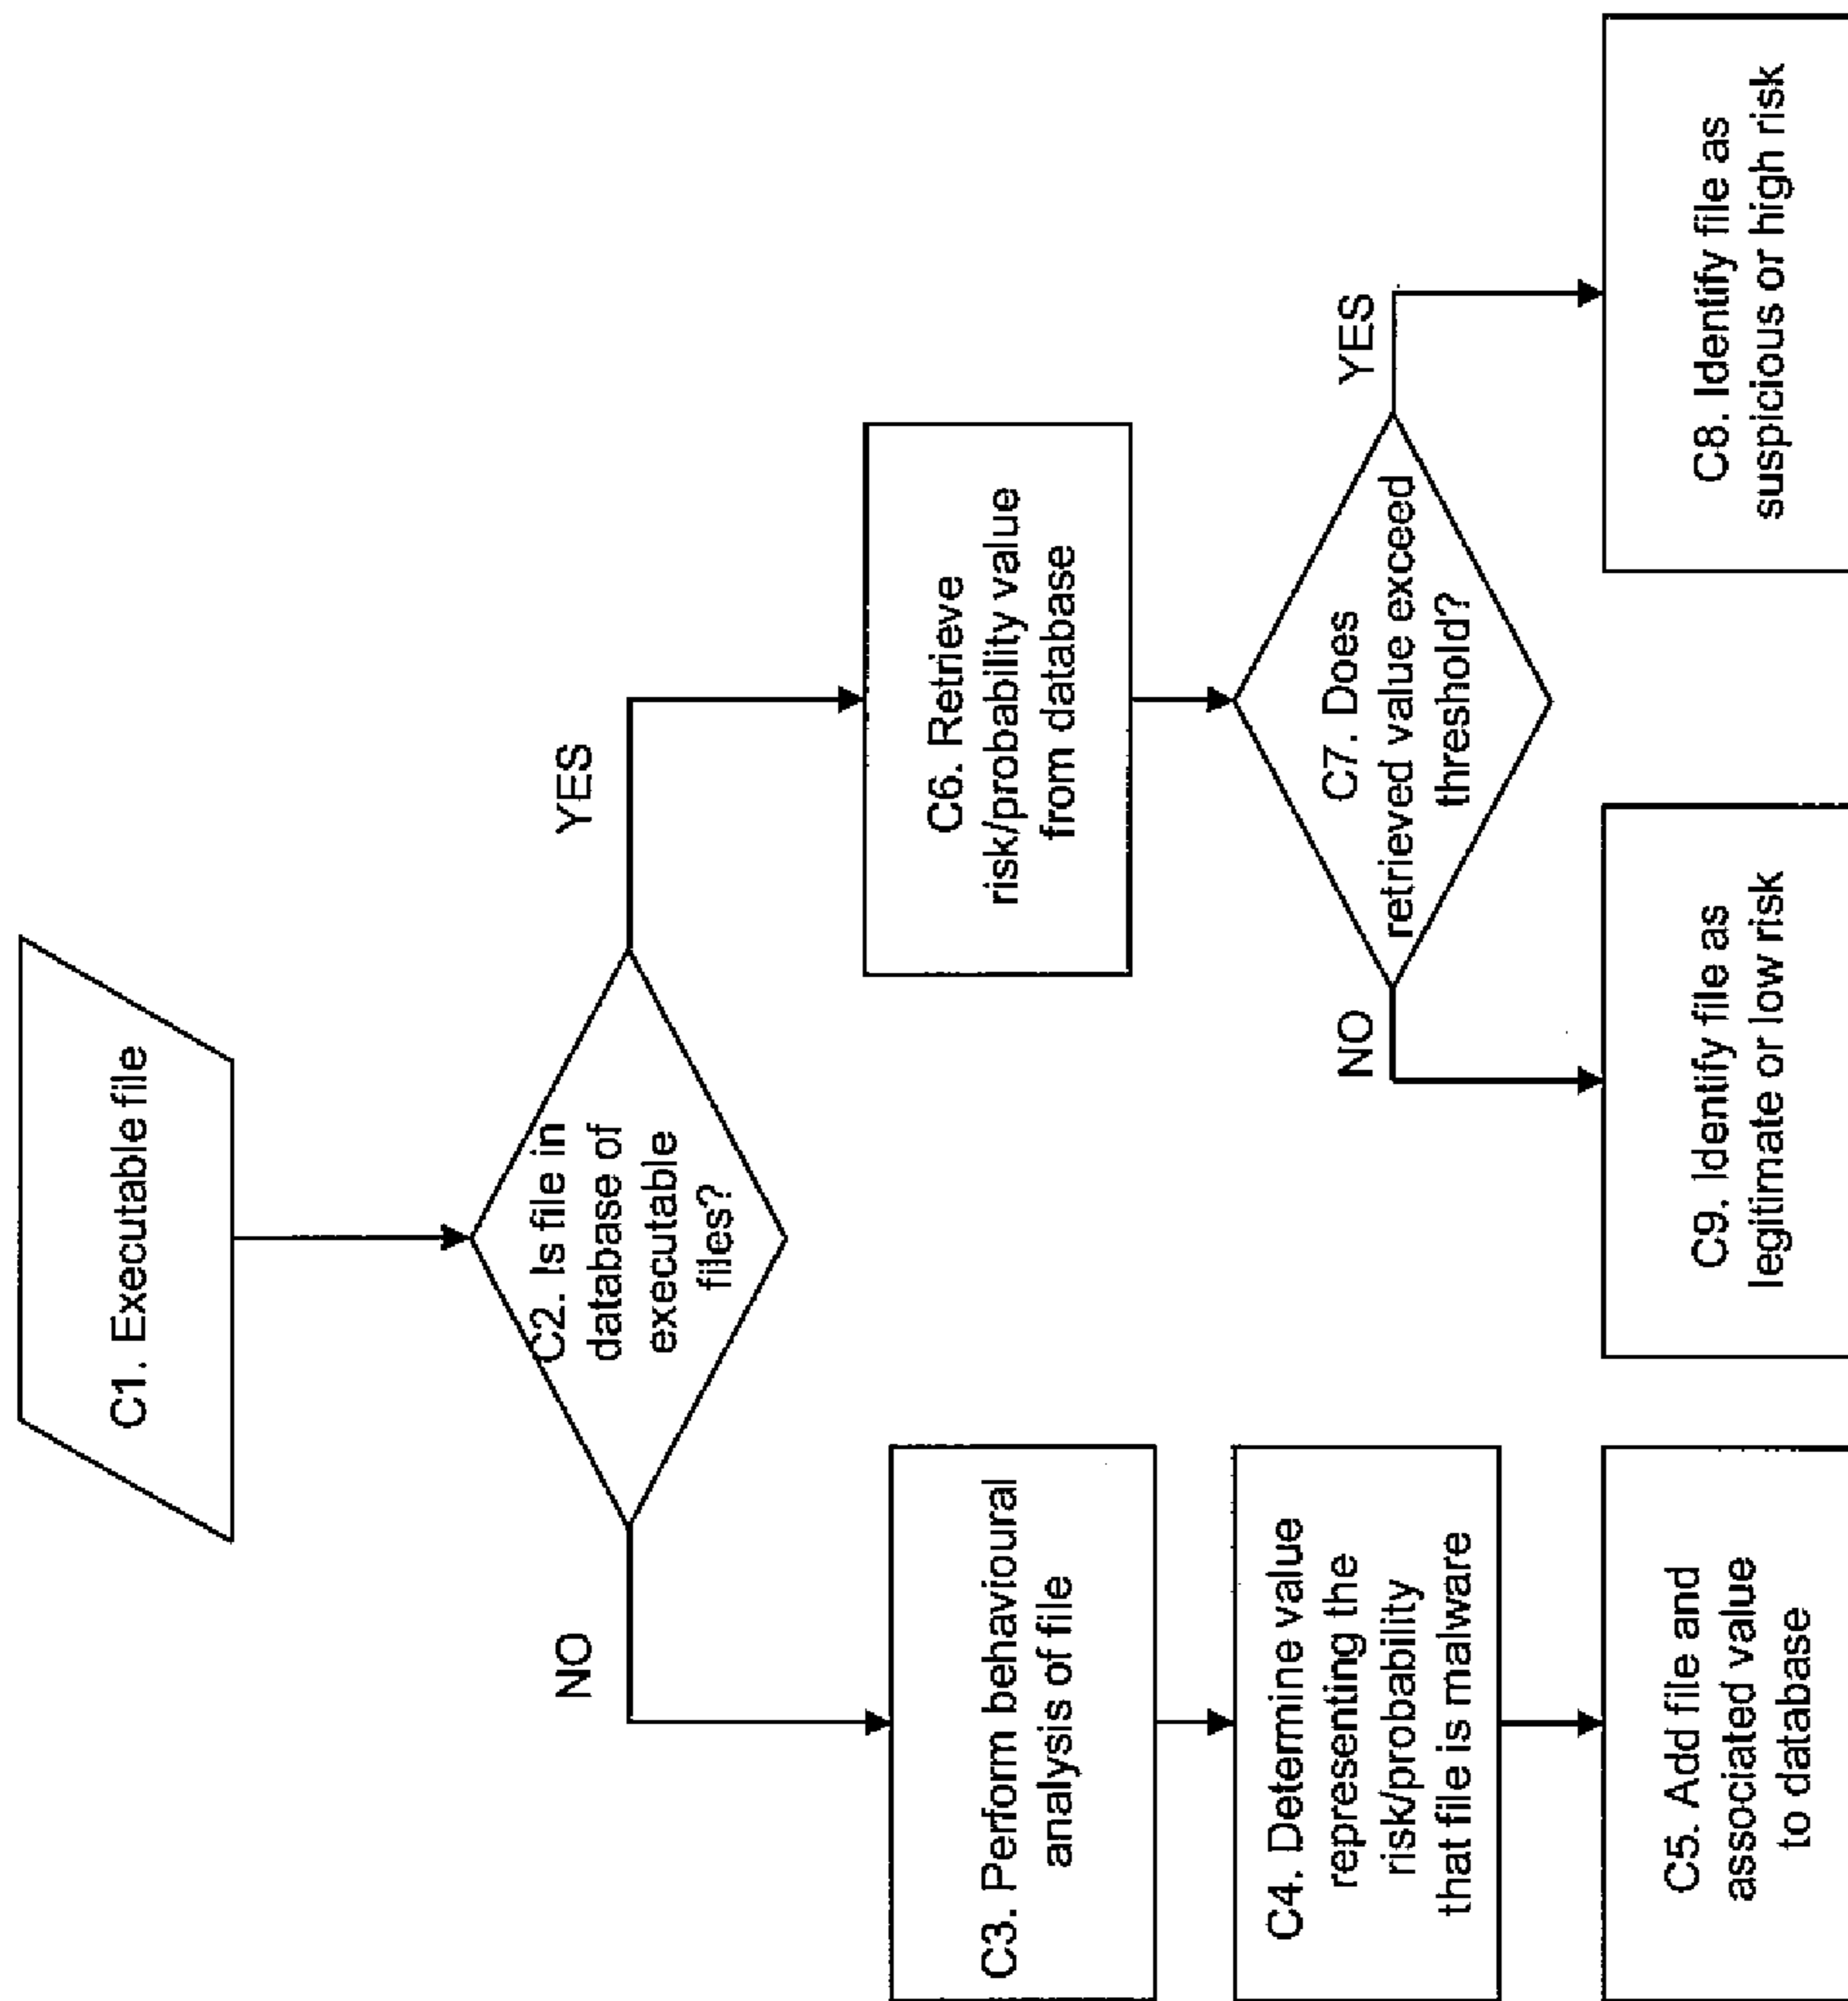 C1. Executable file
C2. Is file in
database of
executable
files?
NO
YES
C3. Perform behavioural
analysis of file
C4. Determine value
representing the
risk/probability
that file is malware
C5. Add file and
associated value
to database
C6. Retrieve
risk/probability value
from database
C7. Does
retrieved value exceed
threshold?
NO
YES
C9. Identify file as
legitimate or low risk
C8. Identify file as
suspicious or high risk